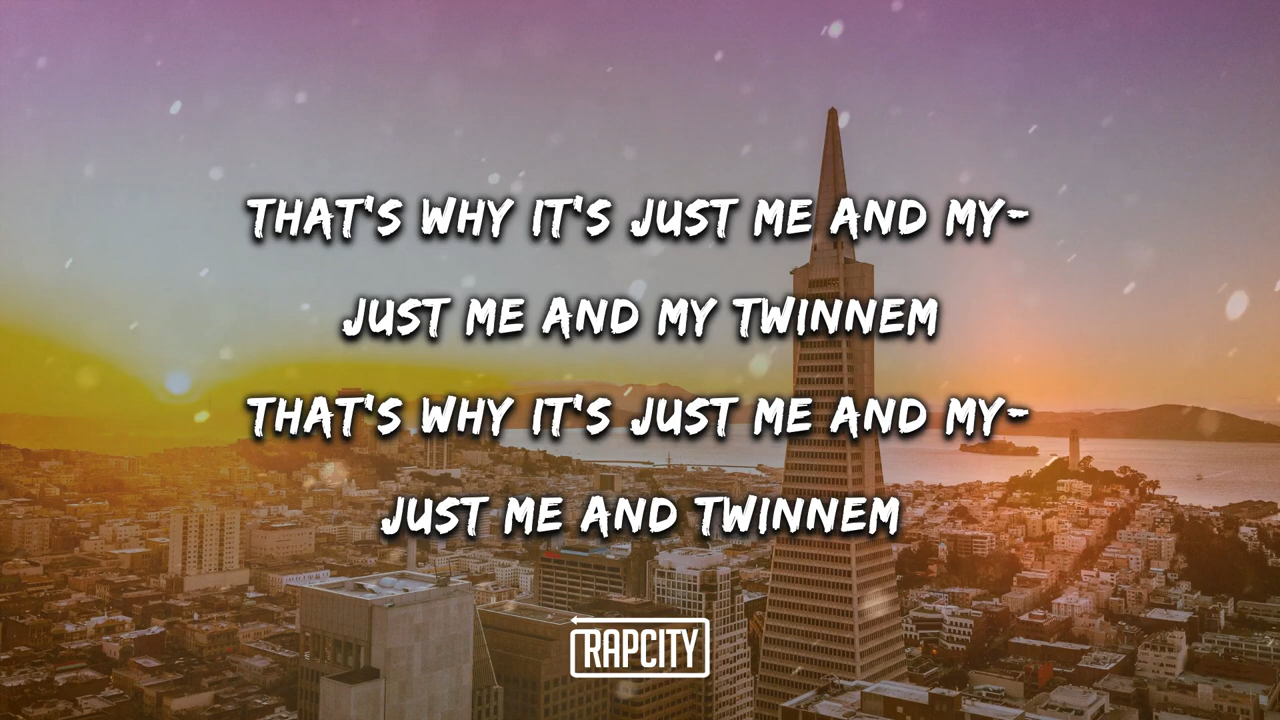 THAT'S WHY IT'S JUST ME AND MY-
JUST ME AND MY TWINNEM
THAT'S WHY IT'S JUST ME AND MY-
JUST ME AND TWINNEM
RAPCITY